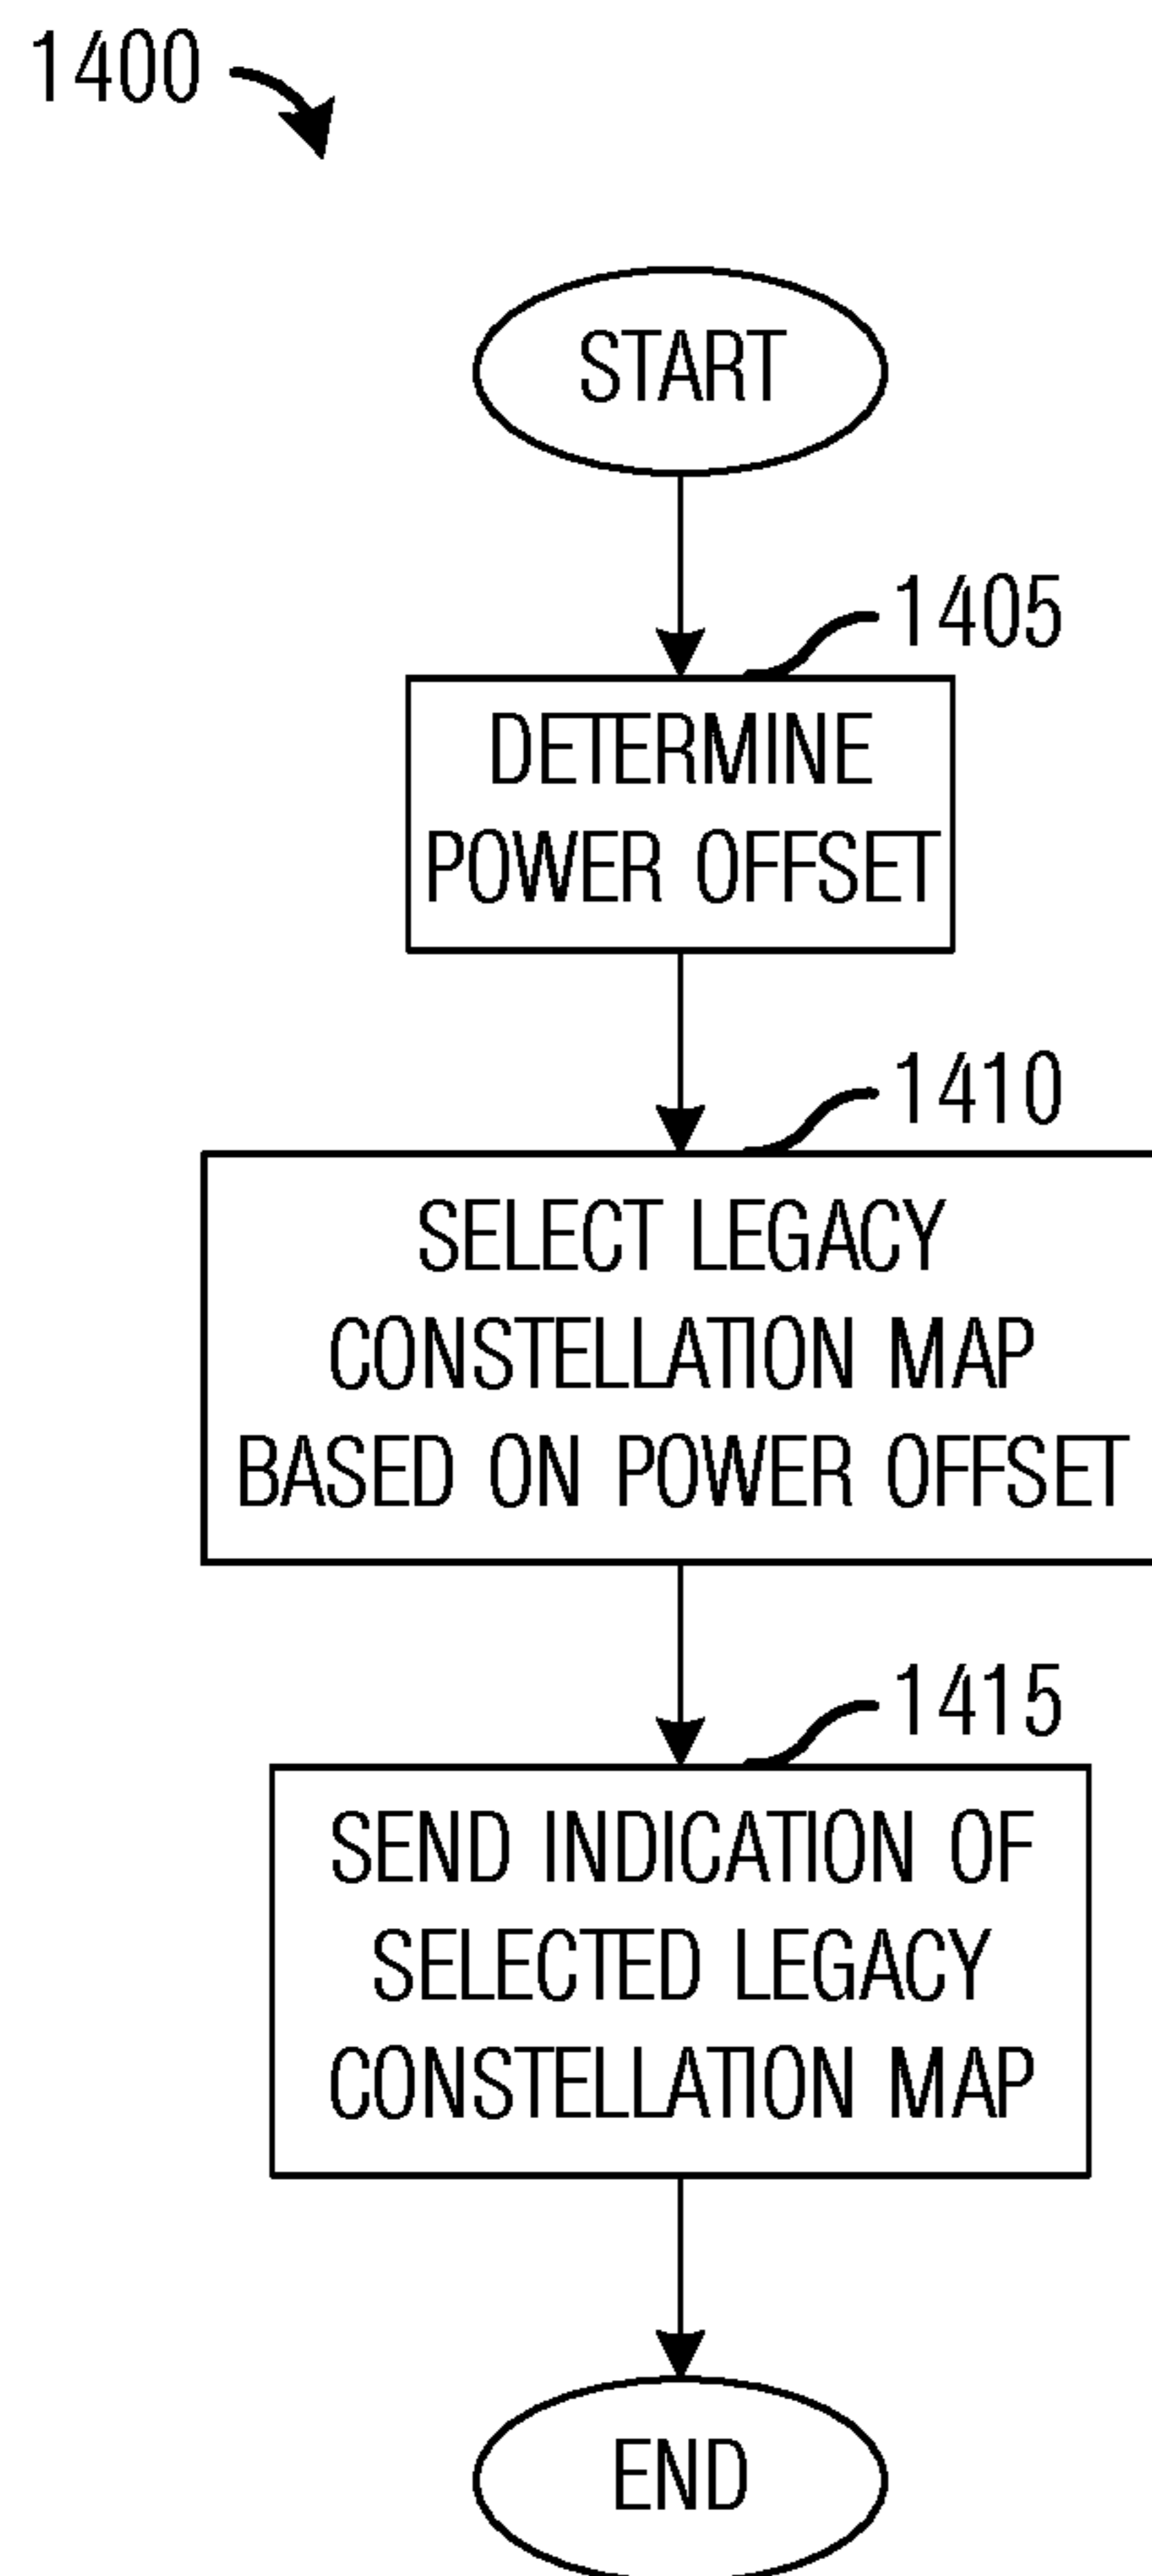 1400
START
1405
DETERMINE
POWER OFFSET
1410
SELECT LEGACY
CONSTELLATION MAP
BASED ON POWER OFFSET
1415
SEND INDICATION OF
SELECTED LEGACY
CONSTELLATION MAP
END